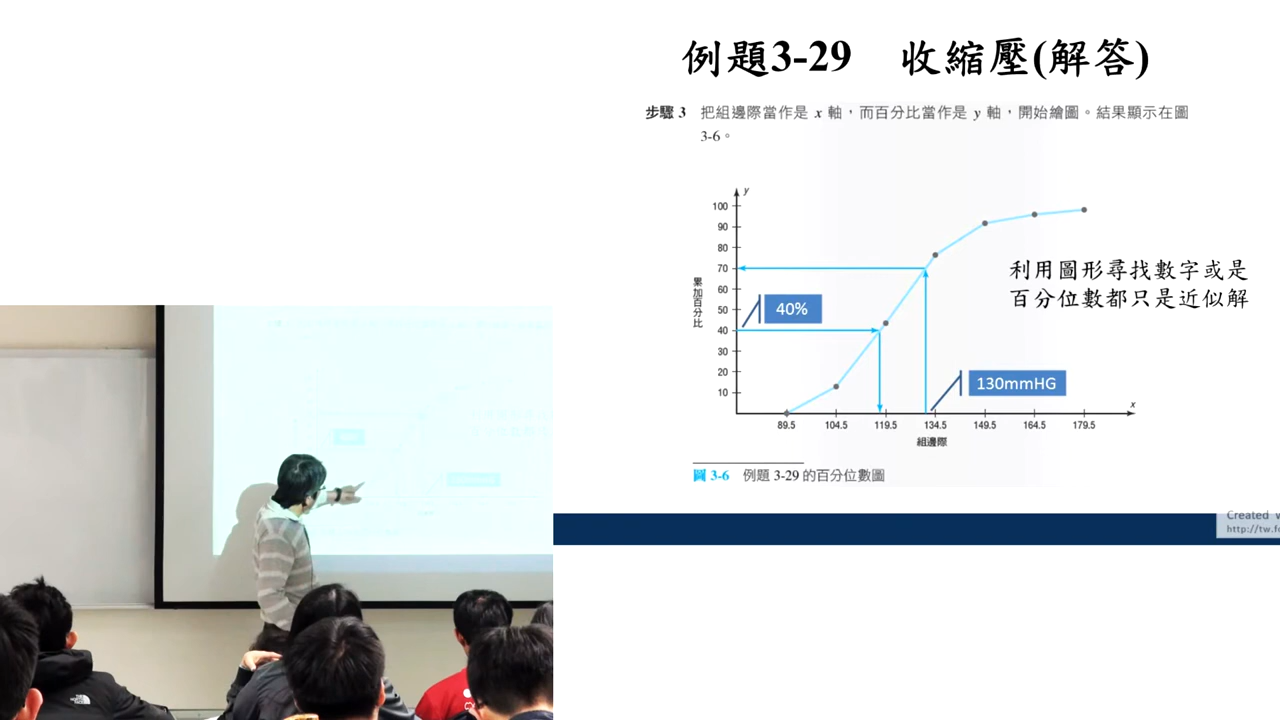 例題3-29　收縮壓(解答)
步驟 3　把組邊際當作是 x 軸，而百分比當作是 y 軸，開始繪圖。結果顯示在圖
3-6。
y
100
90
80
70
60
50
40
30
20
10
累加百分比
40%
130mmHG
利用圖形尋找數字或是
百分位數都只是近似解
x
89.5 104.5 119.5 134.5 149.5 164.5 179.5
組邊際
圖 3-6　例題 3-29 的百分位數圖
Created
http://tw.f